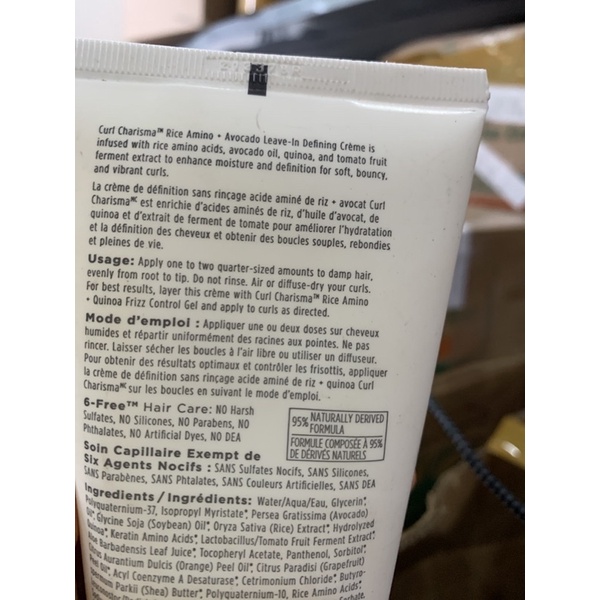 Curl Charisma™ Rice Amino + Avocado Leave-In Defining Crème is
infused with rice amino acids, avocado oil, quinoa, and tomato fruit
ferment extract to enhance moisture and definition for soft, bouncy,
and vibrant curls.
La crème de définition sans rinçage acide aminé de riz + avocat Curl
Charisma MC est enrichie d'acides aminés de riz, d'huile d'avocat, de
quinoa et d'extrait de ferment de tomate pour améliorer l'hydratation
et la définition des cheveux et obtenir des boucles souples, rebondies
et pleines de vie.
Usage: Apply one to two quarter-sized amounts to damp hair,
evenly from root to tip. Do not rinse. Air or diffuse-dry your curls.
For best results, layer this crème with Curl Charisma™ Rice Amino
+ Quinoa Frizz Control Gel and apply to curls as directed.
Mode d'emploi : Appliquer une ou deux doses sur cheveux
humides et répartir uniformément des racines aux pointes. Ne pas
rincer. Laisser sécher les boucles à l'air libre ou utiliser un diffuseur.
Pour obtenir des résultats optimaux et contrôler les frisottis, appliquer
la crème de définition sans rinçage acide aminé de riz + quinoa Curl
Charisma MC sur les boucles en suivant le mode d'emploi.
6-Free™ Hair Care: NO Harsh
Sulfates, NO Silicones, NO Parabens, NO
Phthalates, NO Artificial Dyes, NO DEA
95% NATURALLY DERIVED
FORMULA
FORMULE COMPOSÉE À 95%
DE DÉRIVÉS NATURELS
Soin Capillaire Exempt de
Six Agents Nocifs : SANS Sulfates Nocifs, SANS Silicones,
SANS Parabènes, SANS Phtalates, SANS Couleurs Artificielles, SANS DEA
Ingredients / Ingrédients: Water/Aqua/Eau, Glycerin*,
Polyquaternium-37, Isopropyl Myristate*, Persea Gratissima (Avocado)
Oil*, Glycine Soja (Soybean) Oil*, Oryza Sativa (Rice) Extract*, Hydrolyzed
Quinoa*, Keratin Amino Acids*, Lactobacillus/Tomato Fruit Ferment Extract*,
Aloe Barbadensis Leaf Juice*, Tocopheryl Acetate, Panthenol, Sorbitol*,
Citrus Aurantium Dulcis (Orange) Peel Oil*, Citrus Paradisi (Grapefruit)
Peel Oil*, Acyl Coenzyme A Desaturase*, Cetrimonium Chloride*, Butyro-
spermum Parkii (Shea) Butter*, Polyquaternium-10, Rice Amino Acids*,